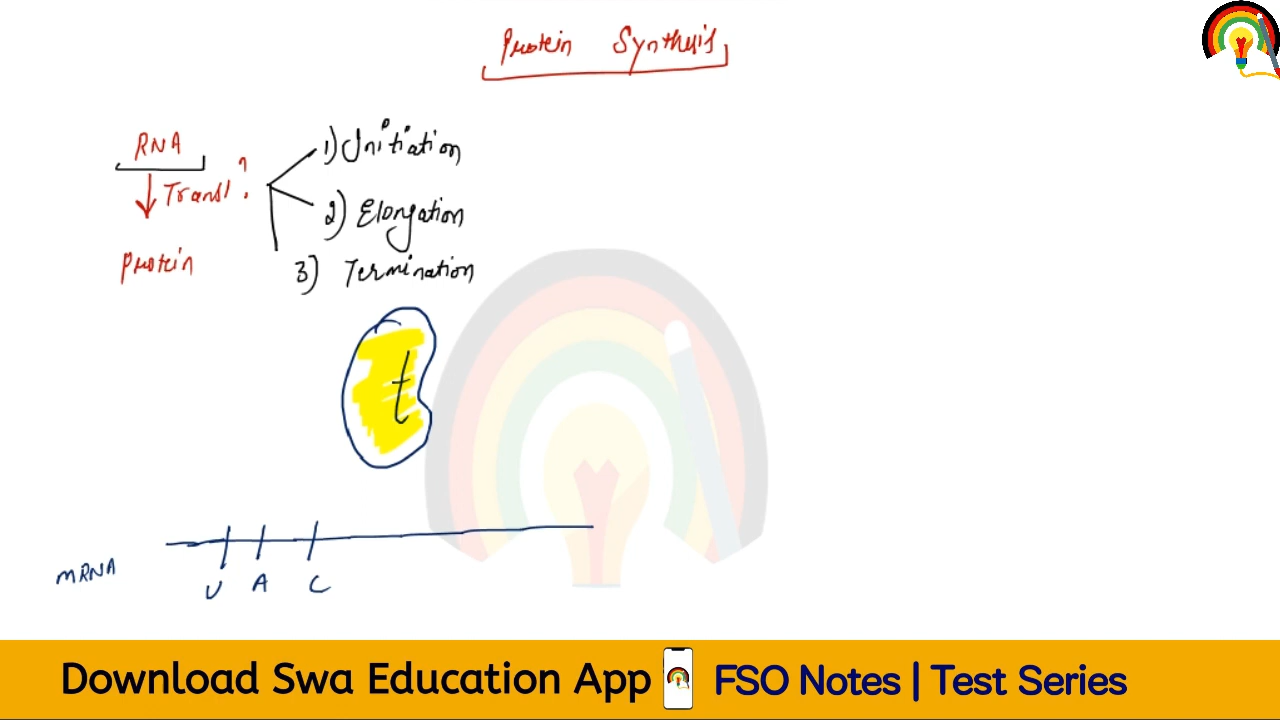 Protein Synthesis
RNA
Transl?
Protein
1) Initiation
2) Elongation
3) Termination
t
mRNA
U A C
Download Swa Education App FSO Notes | Test Series